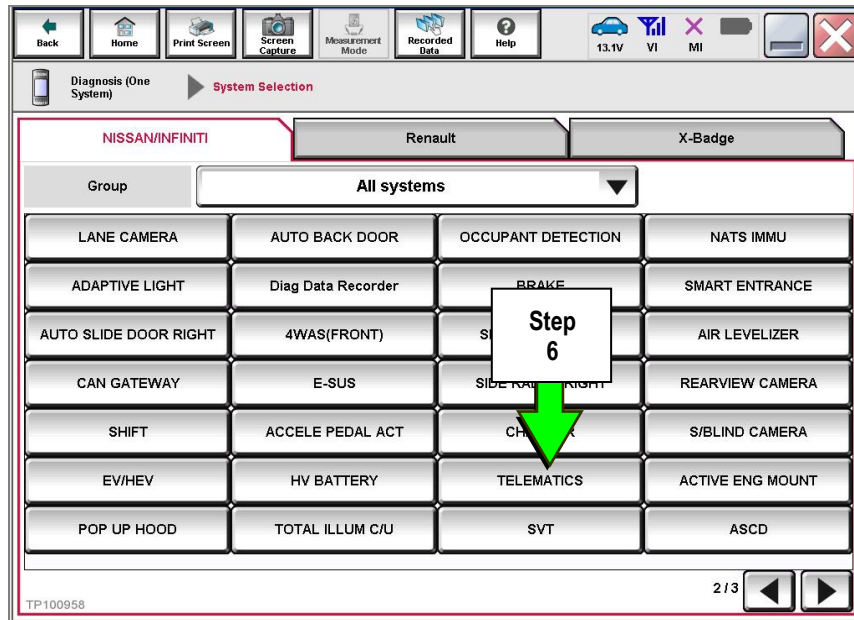 Back
Home
Print Screen
Screen
Capture
Measurement
Mode
Recorded
Data
Help
13.1V
VI
MI
Diagnosis (One
System)
System Selection
NISSAN/INFINITI
Renault
X-Badge
Group
All systems
LANE CAMERA
AUTO BACK DOOR
OCCUPANT DETECTION
NATS IMMU
ADAPTIVE LIGHT
Diag Data Recorder
BRAKE
SMART ENTRANCE
AUTO SLIDE DOOR RIGHT
4WAS(FRONT)
Step
6
AIR LEVELIZER
CAN GATEWAY
E-SUS
REARVIEW CAMERA
SHIFT
ACCELE PEDAL ACT
S/BLIND CAMERA
EV/HEV
HV BATTERY
TELEMATICS
ACTIVE ENG MOUNT
POP UP HOOD
TOTAL ILLUM C/U
SVT
ASCD
2/3
TP100958